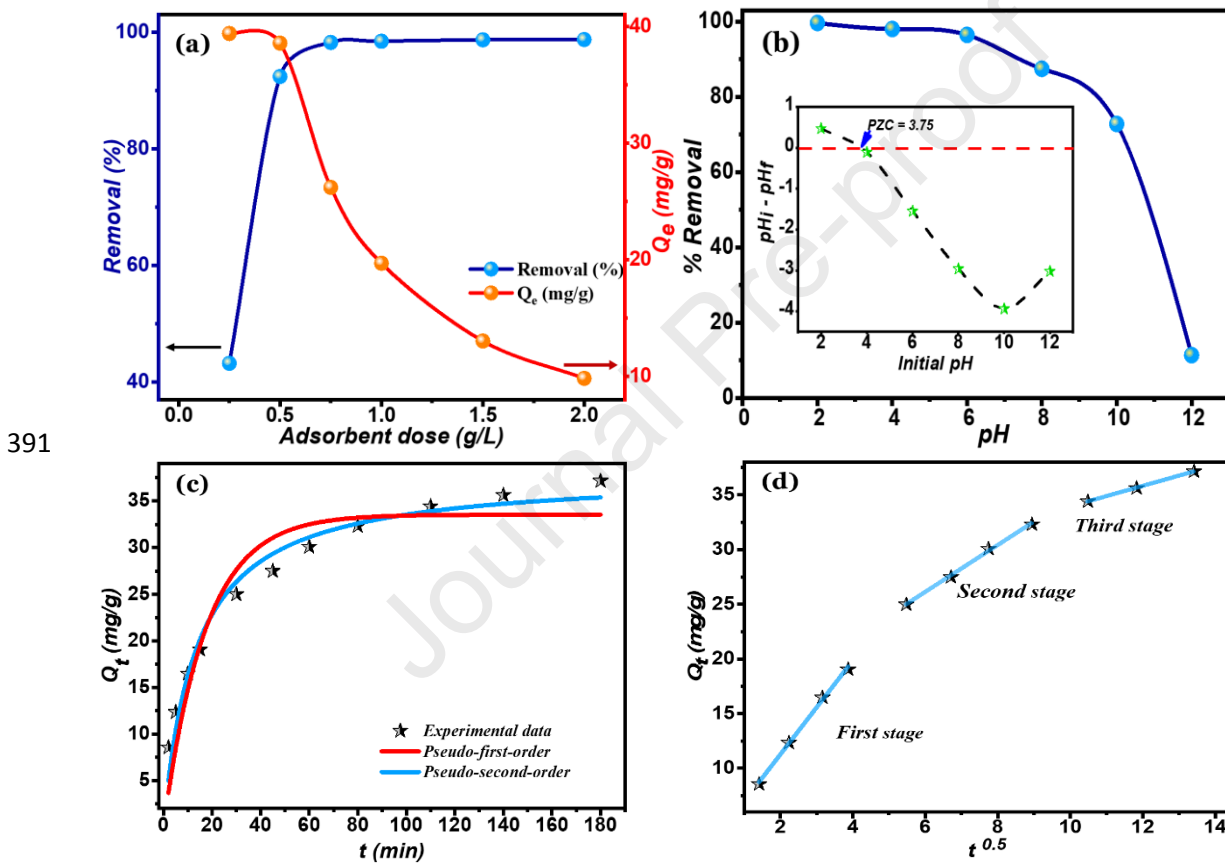 (a)
100
80
60
40
Removal (%)
40
30
20
10
Qe (mg/g)
Removal (%)
Qe (mg/g)
0.0 0.5 1.0 1.5 2.0
Adsorbent dose (g/L)
(b)
100
80
60
40
20
0
% Removal
PZC = 3.75
1
0
-1
-2
-3
-4
pHi - pHf
2 4 6 8 10 12
Initial pH
0 2 4 6 8 10 12
pH
391
(c)
35
30
25
20
15
10
5
Qt (mg/g)
Experimental data
Pseudo-first-order
Pseudo-second-order
0 20 40 60 80 100 120 140 160 180
t (min)
(d)
35
30
25
20
15
10
Qt (mg/g)
Third stage
Second stage
First stage
2 4 6 8 10 12 14
t 0.5
Journal Pre-proof